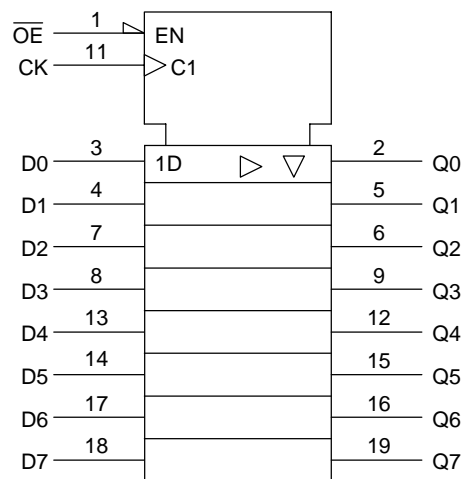 O̅E̅ 1 EN
CK 11 C1
D0 3 1D 2 Q0
D1 4 5 Q1
D2 7 6 Q2
D3 8 9 Q3
D4 13 12 Q4
D5 14 15 Q5
D6 17 16 Q6
D7 18 19 Q7